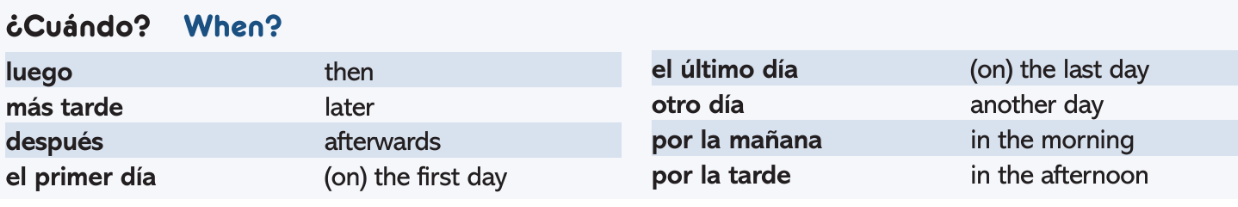 ¿Cuándo? When?
luego then
más tarde later
después afterwards
el primer día (on) the first day
el último día (on) the last day
otro día another day
por la mañana in the morning
por la tarde in the afternoon